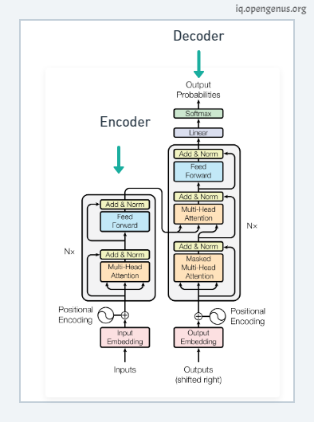 iq.opengenus.org
Decoder
Output
Probabilities
Softmax
Linear
Encoder
Add & Norm
Feed
Forward
Add & Norm
Multi-Head
Attention
Nx
Positional
Encoding
Input
Embedding
Inputs
Add & Norm
Feed
Forward
Add & Norm
Multi-Head
Attention
Nx
Add & Norm
Masked
Multi-Head
Attention
Positional
Encoding
Output
Embedding
Outputs
(shifted right)